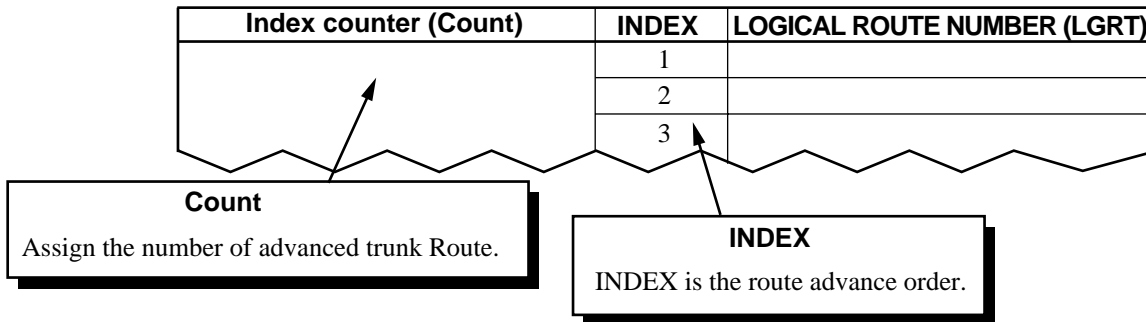 Index counter (Count) INDEX LOGICAL ROUTE NUMBER (LGRT)
1
2
3
Count
Assign the number of advanced trunk Route.
INDEX
INDEX is the route advance order.